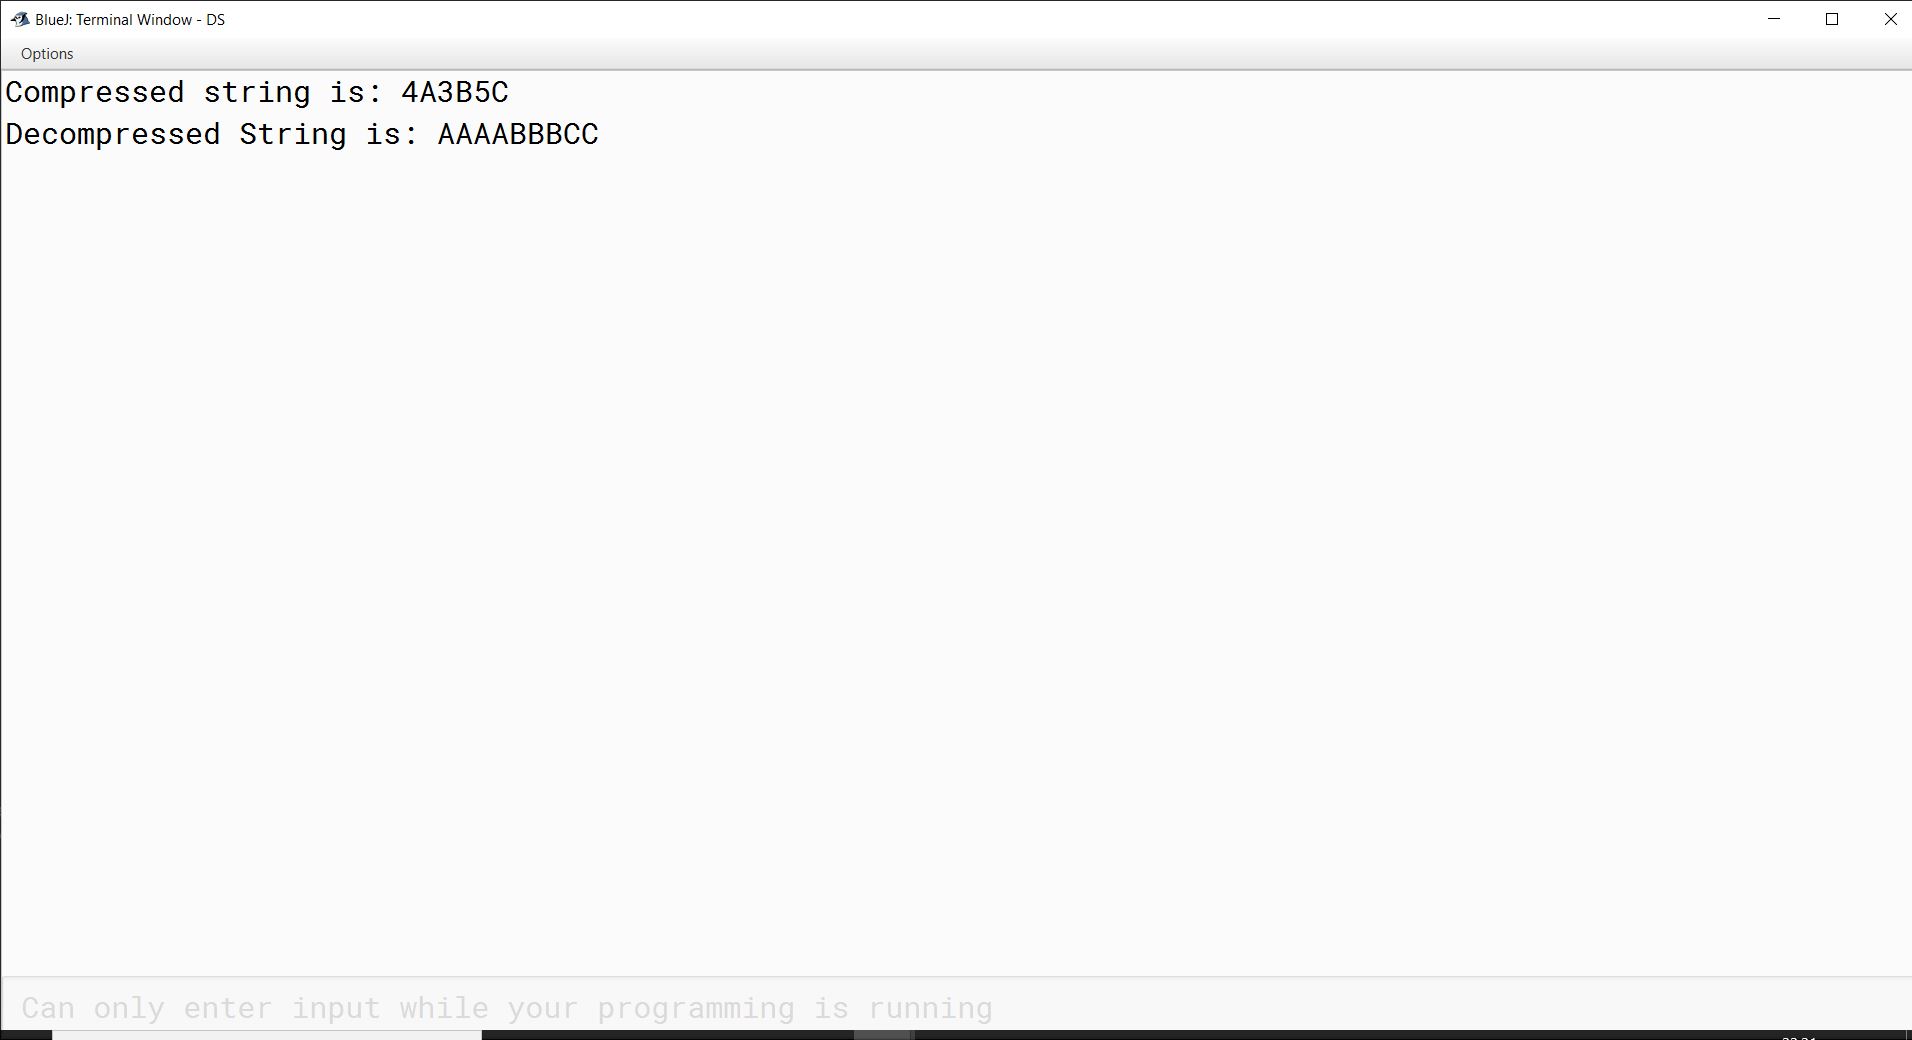 BlueJ: Terminal Window - DS
Options
Compressed string is: 4A3B5C
Decompressed String is: AAAABBBCC
Can only enter input while your programming is running